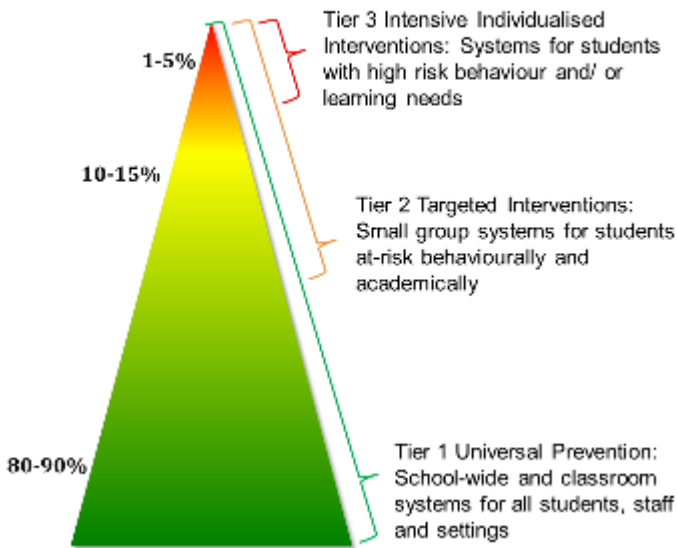 Tier 3 Intensive Individualised
Interventions: Systems for students
with high risk behaviour and/ or
learning needs
1-5%
10-15%
Tier 2 Targeted Interventions:
Small group systems for students
at-risk behaviourally and
academically
80-90%
Tier 1 Universal Prevention:
School-wide and classroom
systems for all students, staff
and settings